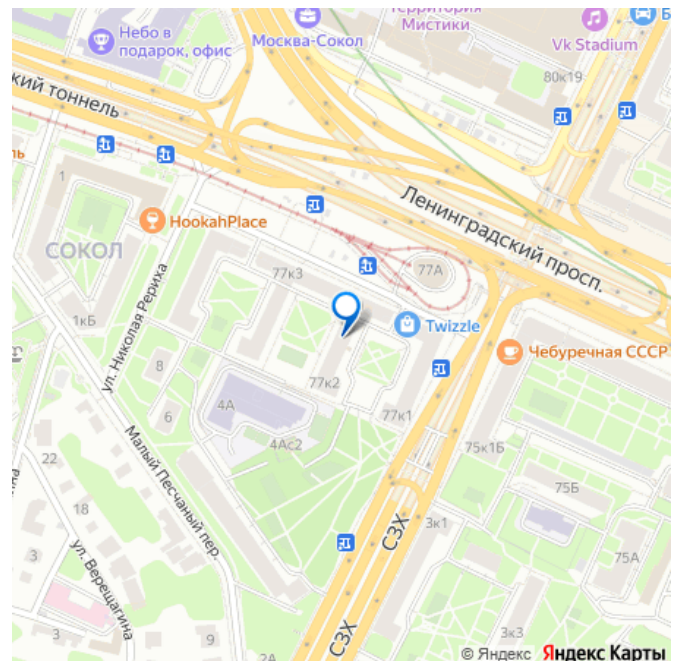 Небо в
подарок, офис
Москва-Сокол
Территория
Мистики
Vk Stadium
Б
80к19
кий тоннель
ль
1
HookahPlace
Ленинградский просп.
СОКОЛ
77к3
77А
ул. Николая Рериха
1кБ
Twizzle
Чебуречная СССР
8
77к2
6
4А
77к1
4Ас2
75к1Б
Малый Песчаный пер.
22
75Б
18
3к1
СЗХ
75А
3
ул. Верещагина
3
9
2А
СЗХ
3к3
© Яндекс Яндекс Карты